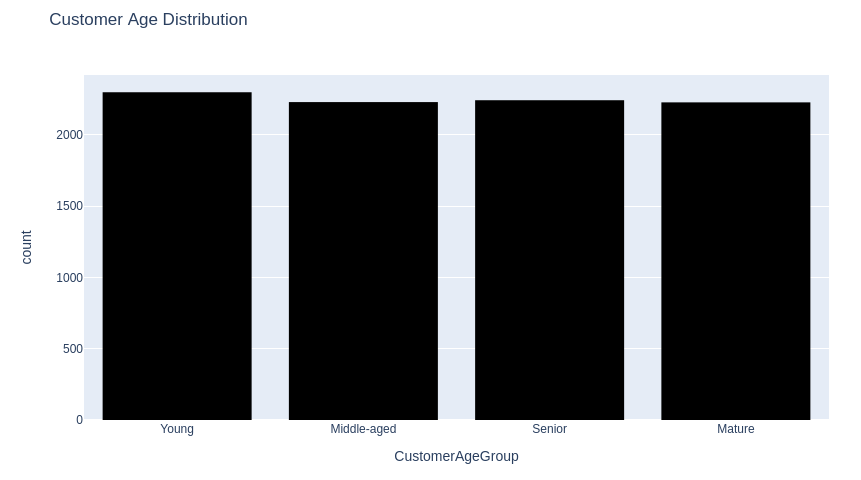 Customer Age Distribution
2000
1500
1000
500
0
count
Young
Middle-aged
Senior
Mature
CustomerAgeGroup